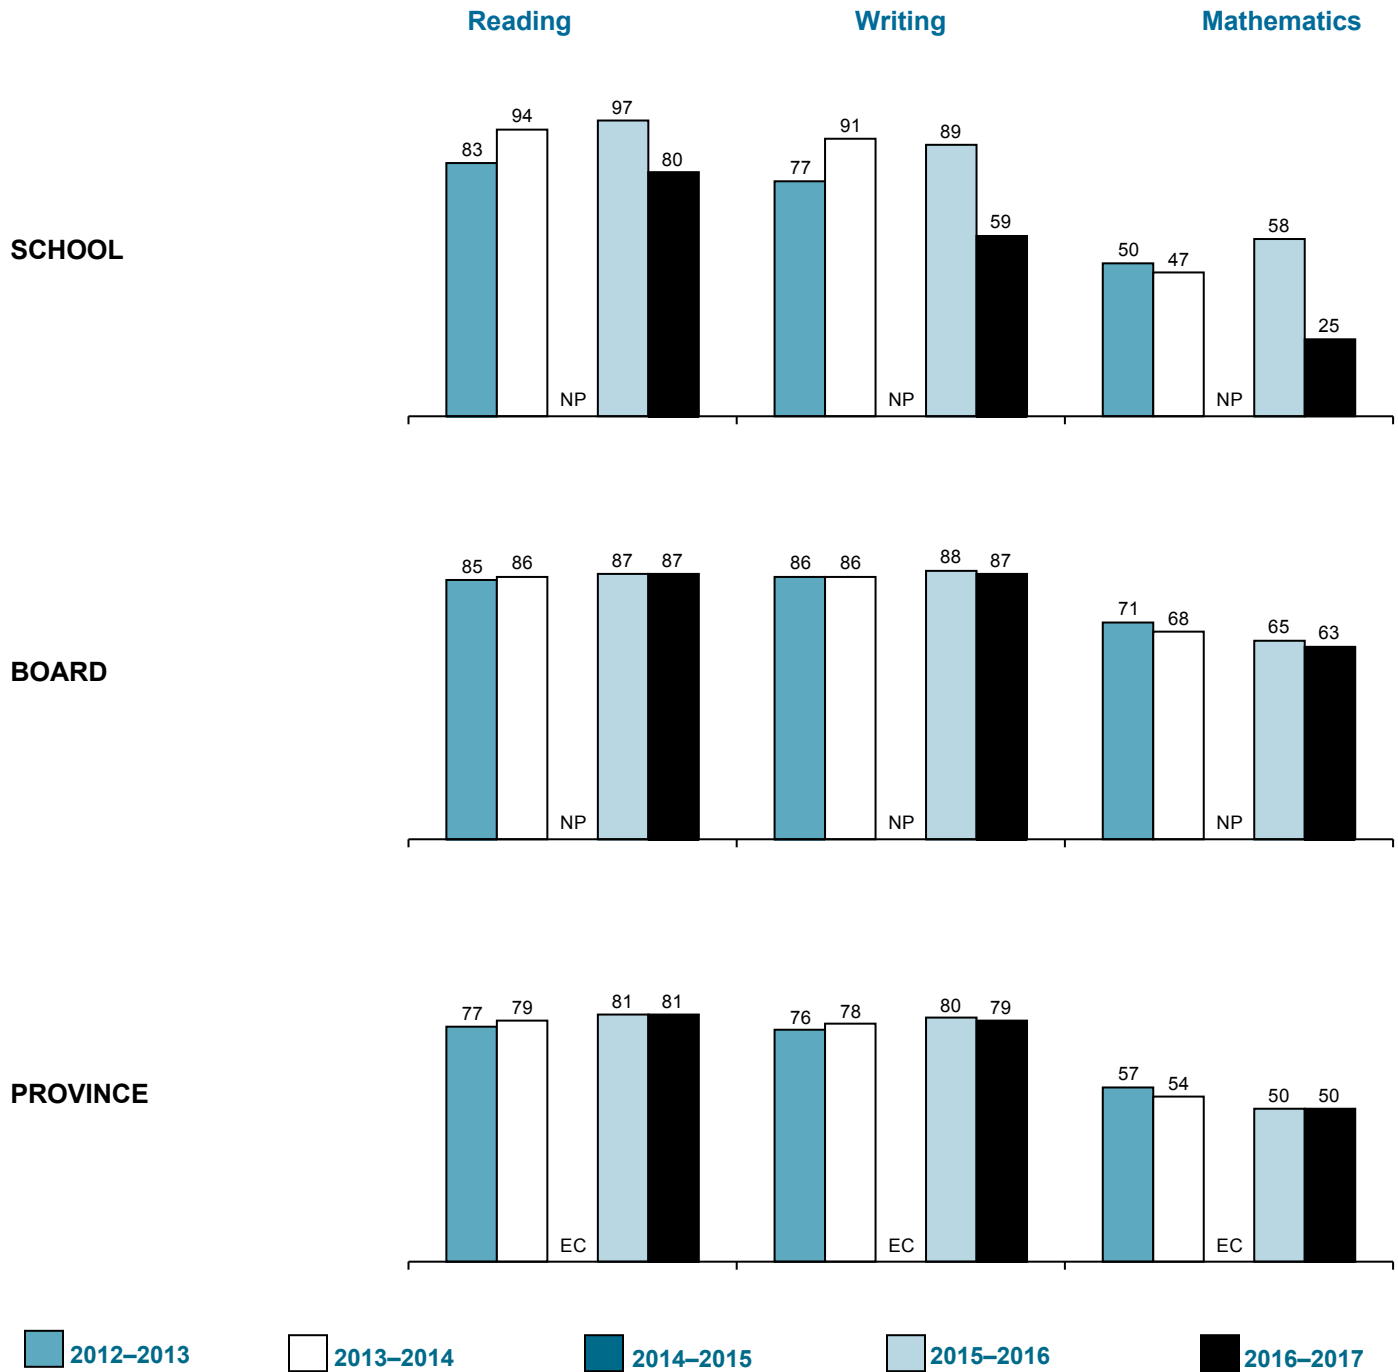 Reading Writing Mathematics
SCHOOL
83 94 NP 97 80 77 91 NP 89 59 50 47 NP 58 25
BOARD
85 86 NP 87 87 86 86 NP 88 87 71 68 NP 65 63
PROVINCE
77 79 EC 81 81 76 78 EC 80 79 57 54 EC 50 50
2012–2013 2013–2014 2014–2015 2015–2016 2016–2017